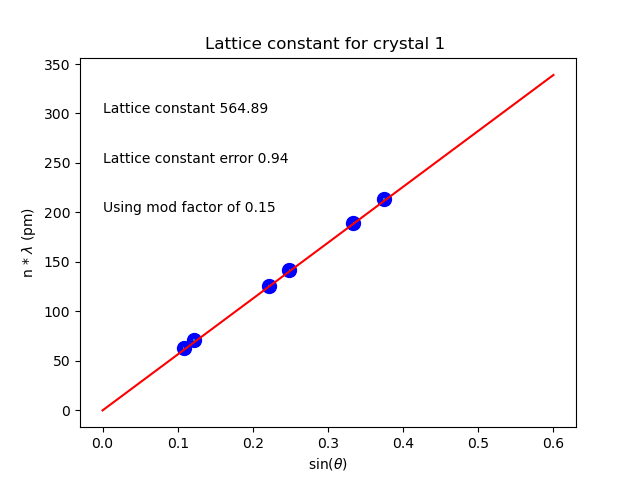 Lattice constant for crystal 1
350
300
250
200
150
100
50
0
n * λ (pm)
Lattice constant 564.89
Lattice constant error 0.94
Using mod factor of 0.15
0.0 0.1 0.2 0.3 0.4 0.5 0.6
sin(θ)